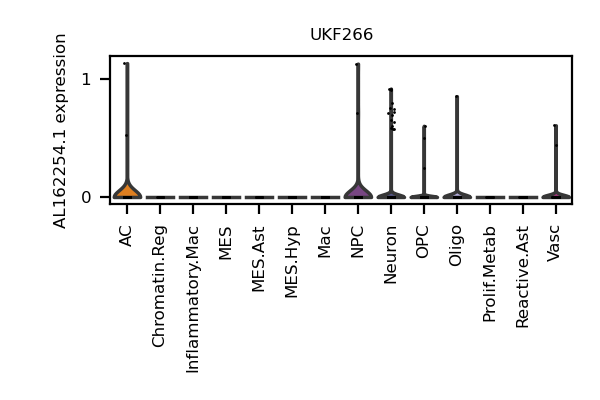 UKF266
AL162254.1 expression
1
0
AC
Chromatin.Reg
Inflammatory.Mac
MES
MES.Ast
MES.Hyp
Mac
NPC
Neuron
OPC
Oligo
Prolif.Metab
Reactive.Ast
Vasc